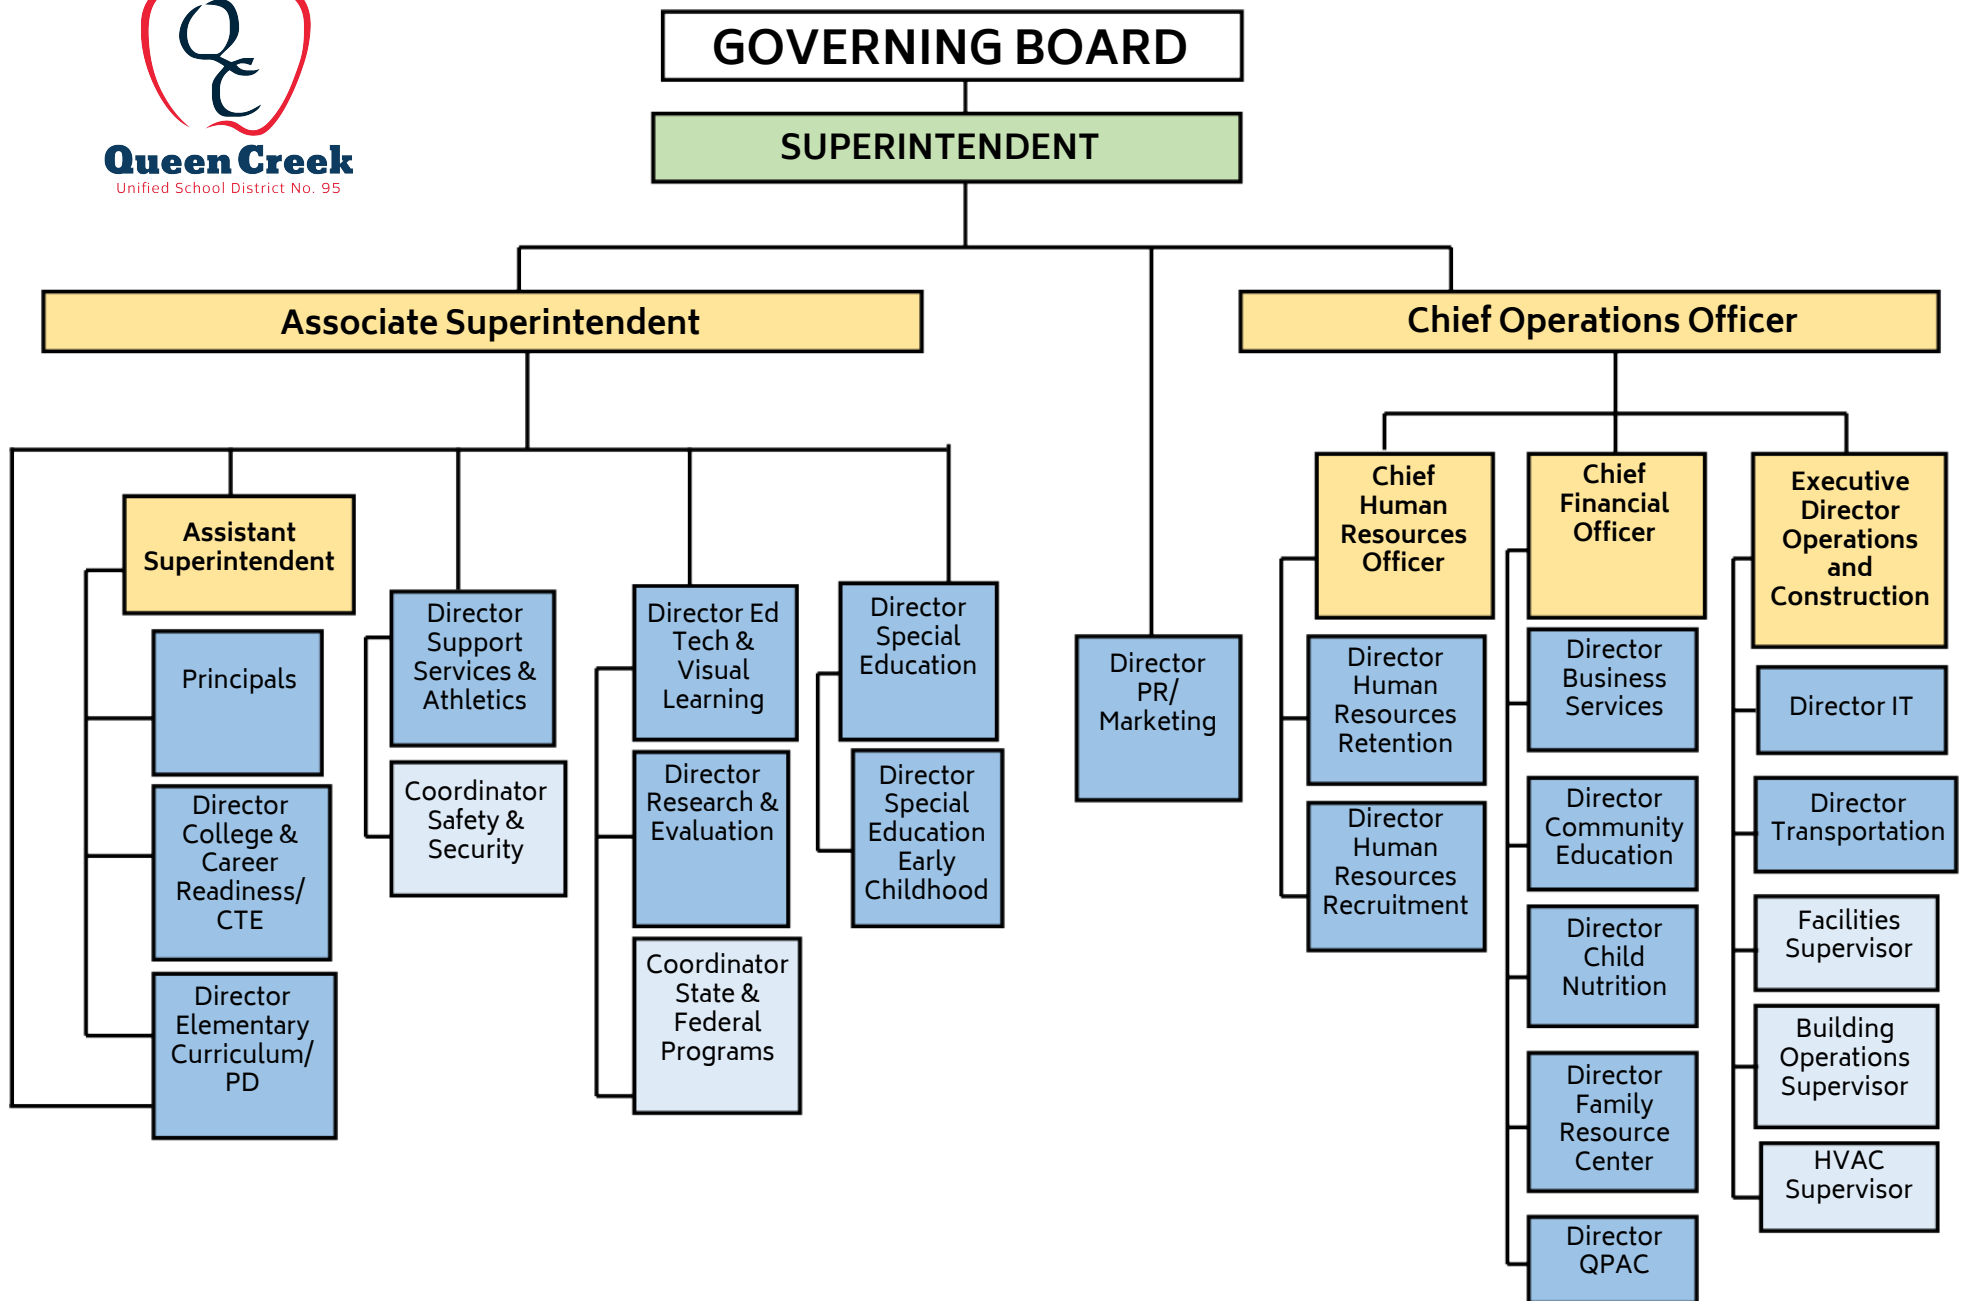 QC
Queen Creek
Unified School District No. 95
GOVERNING BOARD
SUPERINTENDENT
Associate Superintendent
Chief Operations Officer
Assistant
Superintendent
Principals
Director
College &
Career
Readiness/
CTE
Director
Elementary
Curriculum/
PD
Director
Support
Services &
Athletics
Coordinator
Safety &
Security
Director Ed
Tech &
Visual
Learning
Director
Research &
Evaluation
Coordinator
State &
Federal
Programs
Director
Special
Education
Director
Special
Education
Early
Childhood
Director
PR/
Marketing
Chief
Human
Resources
Officer
Director
Human
Resources
Retention
Director
Human
Resources
Recruitment
Chief
Financial
Officer
Director
Business
Services
Director
Community
Education
Director
Child
Nutrition
Director
Family
Resource
Center
Director
QPAC
Executive
Director
Operations
and
Construction
Director IT
Director
Transportation
Facilities
Supervisor
Building
Operations
Supervisor
HVAC
Supervisor